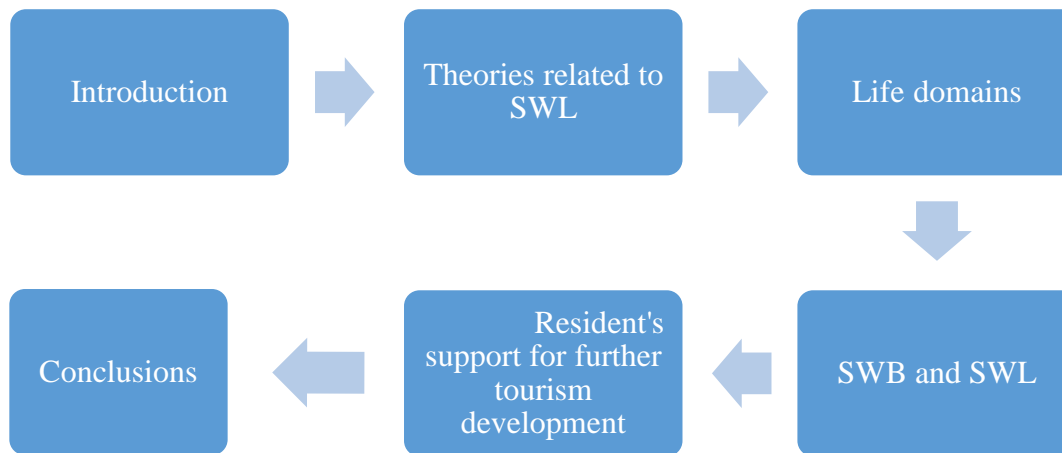 Introduction
Theories related to
SWL
Life domains
SWB and SWL
Resident's
support for further
tourism
development
Conclusions